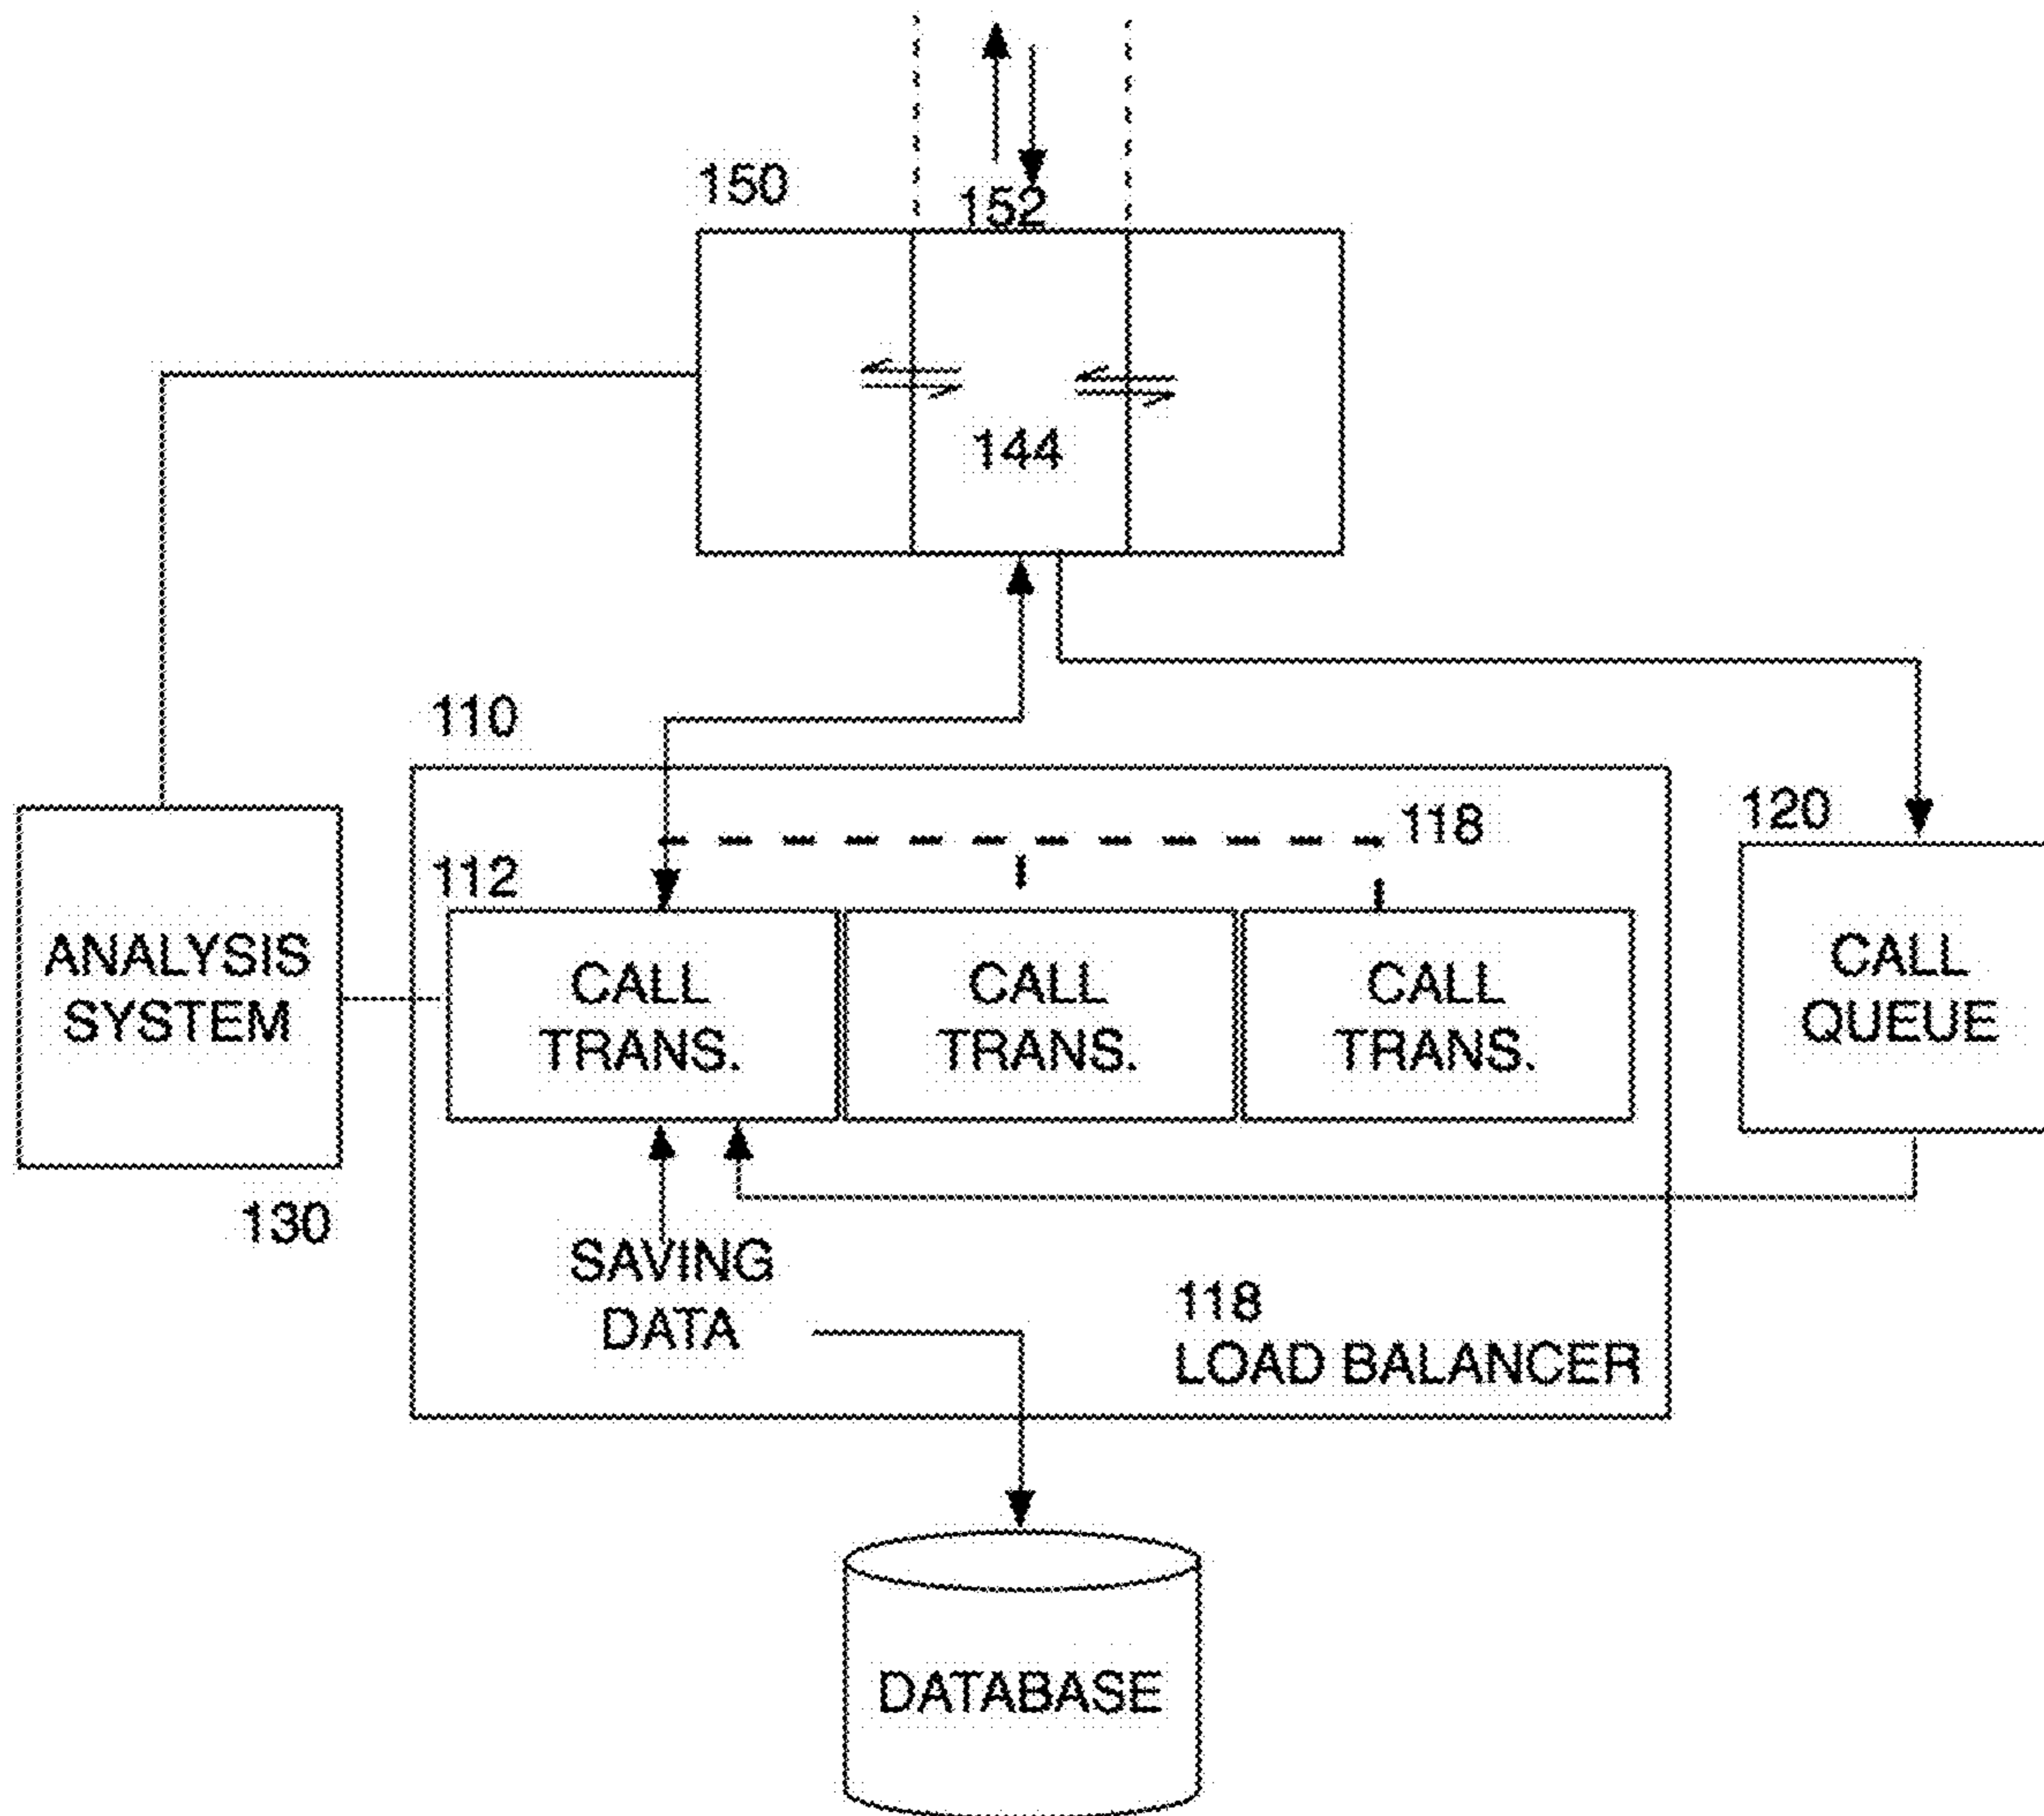 150
152
144
110
118
120
112
ANALYSIS
SYSTEM
CALL
TRANS.
CALL
TRANS.
CALL
TRANS.
CALL
QUEUE
130
SAVING
DATA
118
LOAD BALANCER
DATABASE